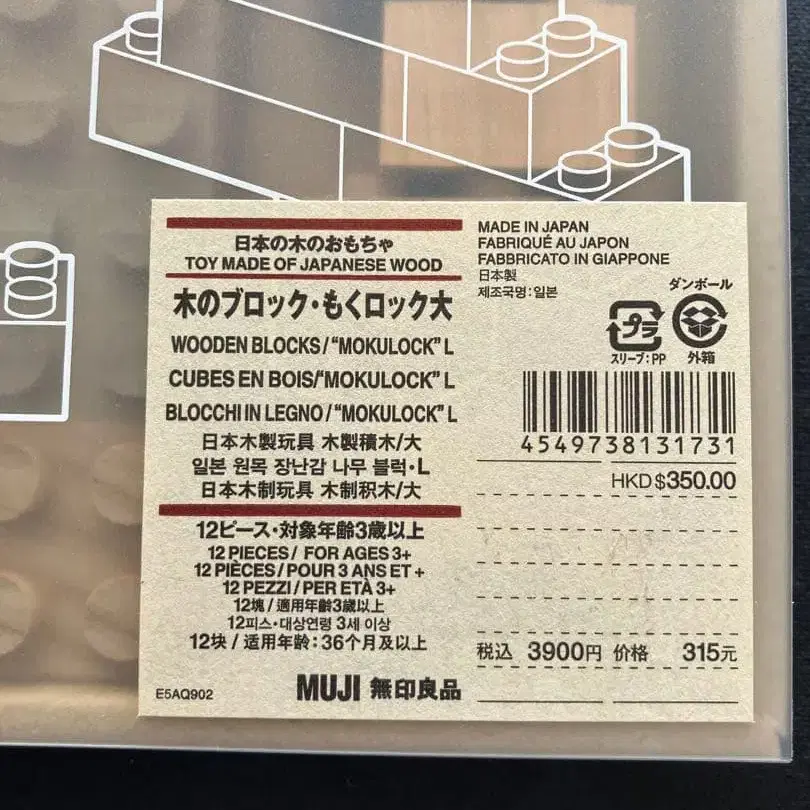 日本の木のおもちゃ
TOY MADE OF JAPANESE WOOD
木のブロック・もくロック大
WOODEN BLOCKS/"MOKULOCK" L
CUBES EN BOIS/"MOKULOCK" L
BLOCCHI IN LEGNO/"MOKULOCK" L
日本木製玩具 木製積木/大
일본 원목 장난감 나무 블럭・L
日本木制玩具 木制积木/大
12ピース・対象年齢3歳以上
12 PIECES/ FOR AGES 3+
12 PIÈCES/POUR 3 ANS ET +
12 PEZZI/PER ETÀ 3+
12塊/適用年齡3歲以上
12피스・대상연령 3세 이상
12块/适用年龄:36个月及以上
E5AQ902
MUJI 無印良品
MADE IN JAPAN
FABRIQUÉ AU JAPON
FABBRICATO IN GIAPPONE
日本製
제조국명:일본
ダンボール
プラ
スリーブ:PP
外箱
4549738131731
HKD$350.00
税込 3900円 价格 315元